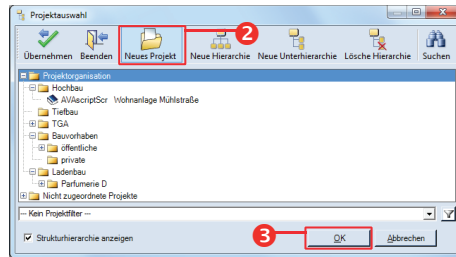 Projektauswahl
2
Übernehmen Beenden Neues Projekt Neue Hierarchie Neue Unterhierarchie Lösche Hierarchie Suchen
Projektorganisation
Hochbau
AVAscriptScr Wohnanlage Mühlstraße
Tiefbau
TGA
Bauvorhaben
öffentliche
private
Ladenbau
Parfumerie D
Nicht zugeordnete Projekte
--- Kein Projektfilter ---
Strukturhierarchie anzeigen
3
OK
Abbrechen